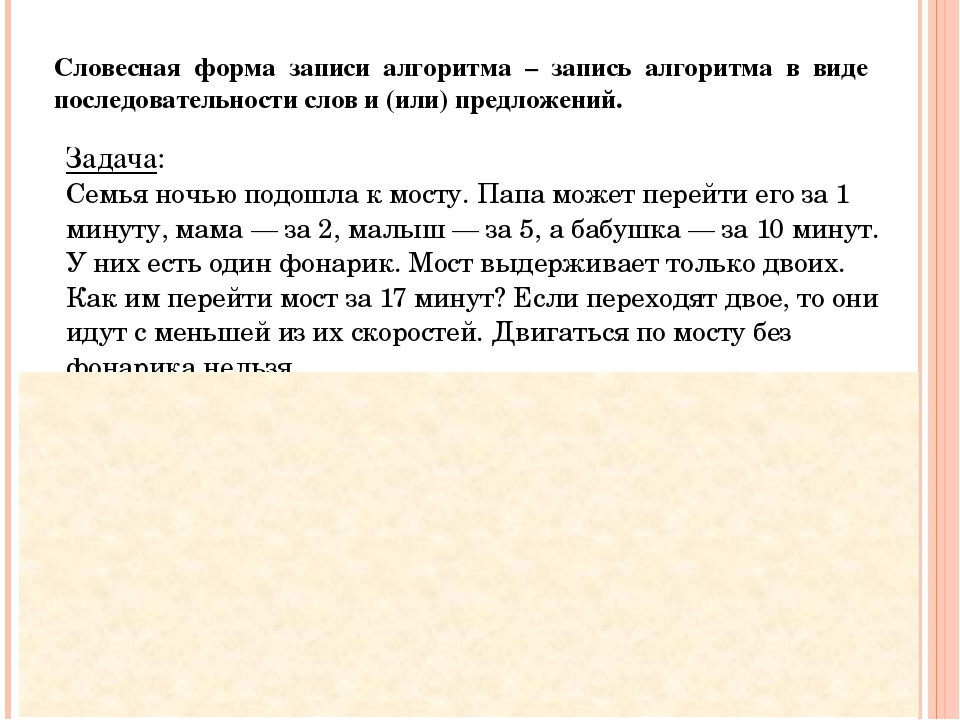 Словесная форма записи алгоритма – запись алгоритма в виде
последовательности слов и (или) предложений.
Задача:
Семья ночью подошла к мосту. Папа может перейти его за 1
минуту, мама — за 2, малыш — за 5, а бабушка — за 10 минут.
У них есть один фонарик. Мост выдерживает только двоих.
Как им перейти мост за 17 минут? Если переходят двое, то они
идут с меньшей из их скоростей. Двигаться по мосту без
фонарика нельзя